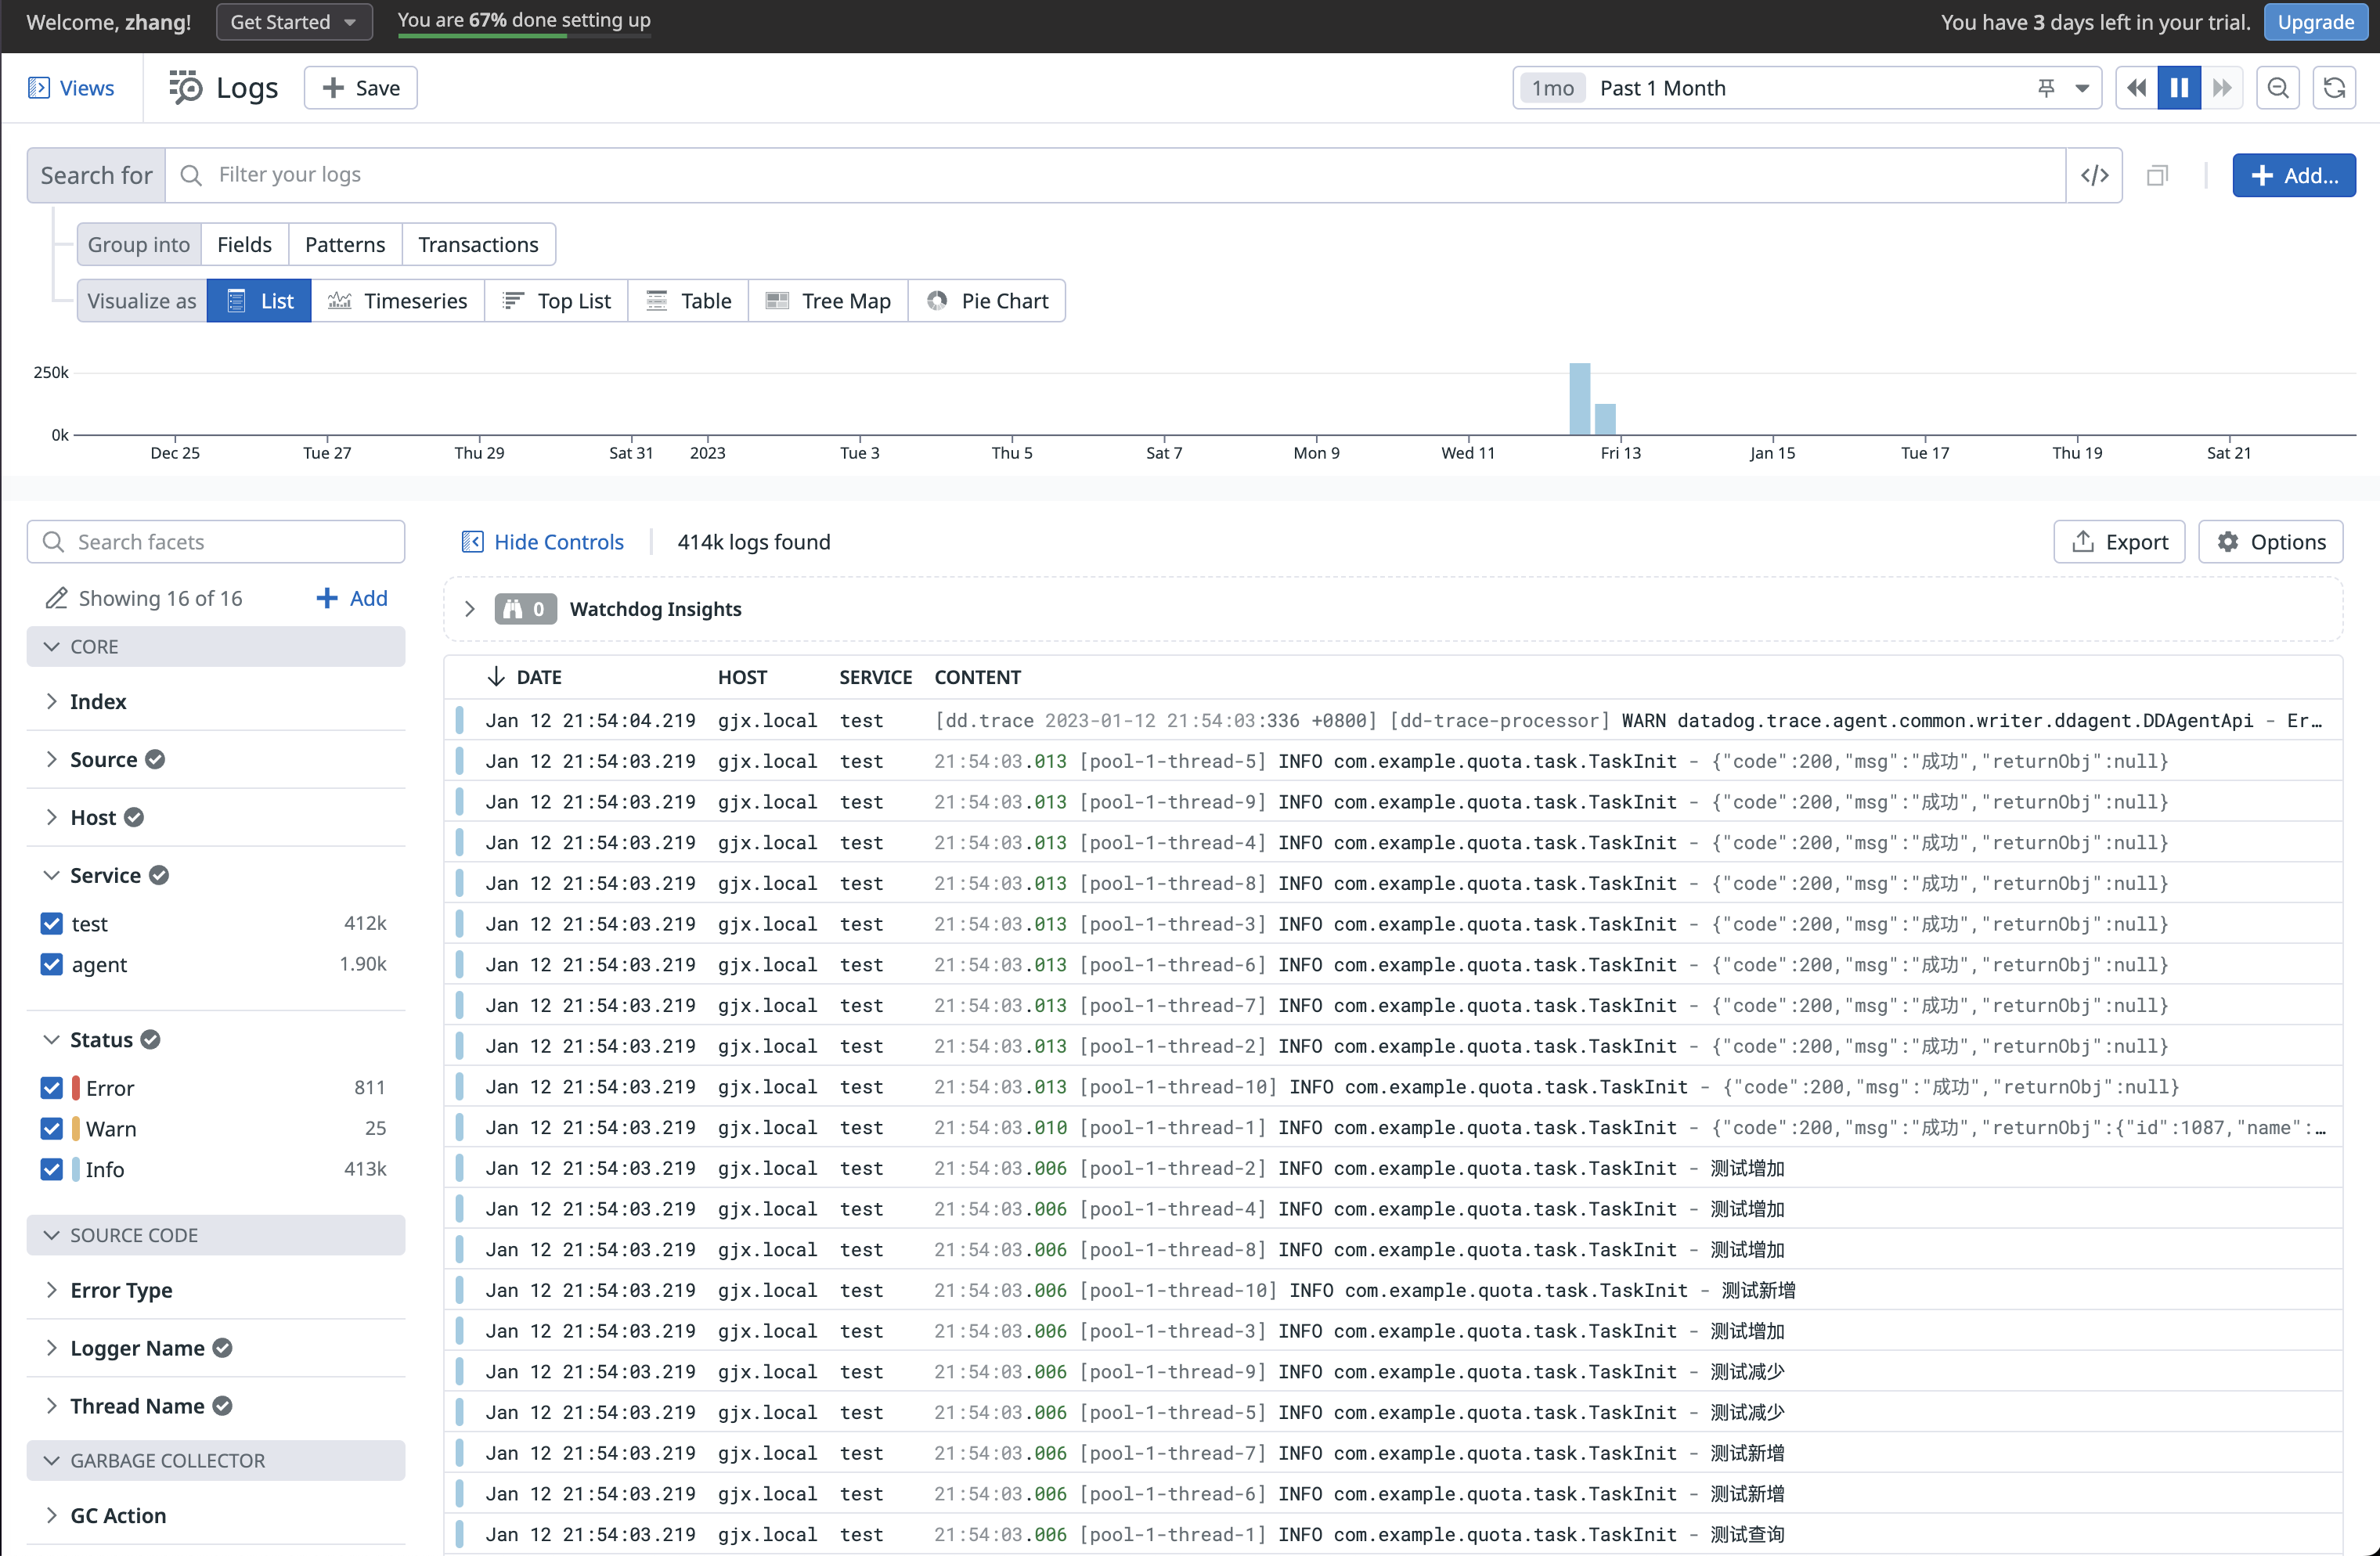 Welcome, zhang! Get Started You are 67% done setting up You have 3 days left in your trial. Upgrade
Views Logs Save 1mo Past 1 Month
Search for Filter your logs </> Add...
Group into Fields Patterns Transactions
Visualize as List Timeseries Top List Table Tree Map Pie Chart
250k
0k
Dec 25 Tue 27 Thu 29 Sat 31 2023 Tue 3 Thu 5 Sat 7 Mon 9 Wed 11 Fri 13 Jan 15 Tue 17 Thu 19 Sat 21
Search facets
Showing 16 of 16 Add
CORE
Index
Source
Host
Service
test 412k
agent 1.90k
Status
Error 811
Warn 25
Info 413k
SOURCE CODE
Error Type
Logger Name
Thread Name
GARBAGE COLLECTOR
GC Action
Hide Controls 414k logs found Export Options
0 Watchdog Insights
DATE HOST SERVICE CONTENT
Jan 12 21:54:04.219 gjx.local test [dd.trace 2023-01-12 21:54:03:336 +0800] [dd-trace-processor] WARN datadog.trace.agent.common.writer.ddagent.DDAgentApi - Er…
Jan 12 21:54:03.219 gjx.local test 21:54:03.013 [pool-1-thread-5] INFO com.example.quota.task.TaskInit - {"code":200,"msg":"成功","returnObj":null}
Jan 12 21:54:03.219 gjx.local test 21:54:03.013 [pool-1-thread-9] INFO com.example.quota.task.TaskInit - {"code":200,"msg":"成功","returnObj":null}
Jan 12 21:54:03.219 gjx.local test 21:54:03.013 [pool-1-thread-4] INFO com.example.quota.task.TaskInit - {"code":200,"msg":"成功","returnObj":null}
Jan 12 21:54:03.219 gjx.local test 21:54:03.013 [pool-1-thread-8] INFO com.example.quota.task.TaskInit - {"code":200,"msg":"成功","returnObj":null}
Jan 12 21:54:03.219 gjx.local test 21:54:03.013 [pool-1-thread-3] INFO com.example.quota.task.TaskInit - {"code":200,"msg":"成功","returnObj":null}
Jan 12 21:54:03.219 gjx.local test 21:54:03.013 [pool-1-thread-6] INFO com.example.quota.task.TaskInit - {"code":200,"msg":"成功","returnObj":null}
Jan 12 21:54:03.219 gjx.local test 21:54:03.013 [pool-1-thread-7] INFO com.example.quota.task.TaskInit - {"code":200,"msg":"成功","returnObj":null}
Jan 12 21:54:03.219 gjx.local test 21:54:03.013 [pool-1-thread-2] INFO com.example.quota.task.TaskInit - {"code":200,"msg":"成功","returnObj":null}
Jan 12 21:54:03.219 gjx.local test 21:54:03.013 [pool-1-thread-10] INFO com.example.quota.task.TaskInit - {"code":200,"msg":"成功","returnObj":null}
Jan 12 21:54:03.219 gjx.local test 21:54:03.010 [pool-1-thread-1] INFO com.example.quota.task.TaskInit - {"code":200,"msg":"成功","returnObj":{"id":1087,"name":…
Jan 12 21:54:03.219 gjx.local test 21:54:03.006 [pool-1-thread-2] INFO com.example.quota.task.TaskInit - 测试增加
Jan 12 21:54:03.219 gjx.local test 21:54:03.006 [pool-1-thread-4] INFO com.example.quota.task.TaskInit - 测试增加
Jan 12 21:54:03.219 gjx.local test 21:54:03.006 [pool-1-thread-8] INFO com.example.quota.task.TaskInit - 测试增加
Jan 12 21:54:03.219 gjx.local test 21:54:03.006 [pool-1-thread-10] INFO com.example.quota.task.TaskInit - 测试新增
Jan 12 21:54:03.219 gjx.local test 21:54:03.006 [pool-1-thread-3] INFO com.example.quota.task.TaskInit - 测试增加
Jan 12 21:54:03.219 gjx.local test 21:54:03.006 [pool-1-thread-9] INFO com.example.quota.task.TaskInit - 测试减少
Jan 12 21:54:03.219 gjx.local test 21:54:03.006 [pool-1-thread-5] INFO com.example.quota.task.TaskInit - 测试减少
Jan 12 21:54:03.219 gjx.local test 21:54:03.006 [pool-1-thread-7] INFO com.example.quota.task.TaskInit - 测试新增
Jan 12 21:54:03.219 gjx.local test 21:54:03.006 [pool-1-thread-6] INFO com.example.quota.task.TaskInit - 测试新增
Jan 12 21:54:03.219 gjx.local test 21:54:03.006 [pool-1-thread-1] INFO com.example.quota.task.TaskInit - 测试查询